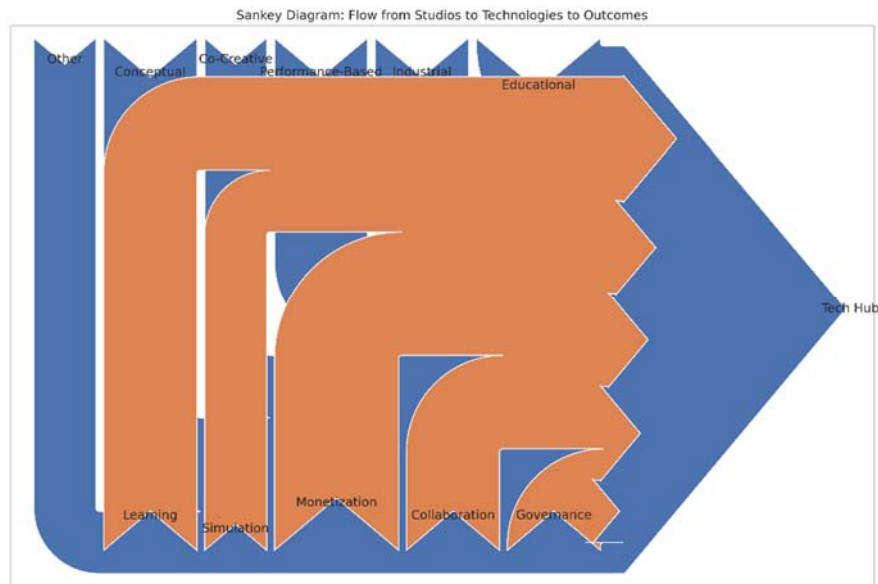 Sankey Diagram: Flow from Studios to Technologies to Outcomes
Other
Co-Creative
Conceptual
Performance-Based
Industrial
Educational
Tech Hub
Learning
Simulation
Monetization
Collaboration
Governance